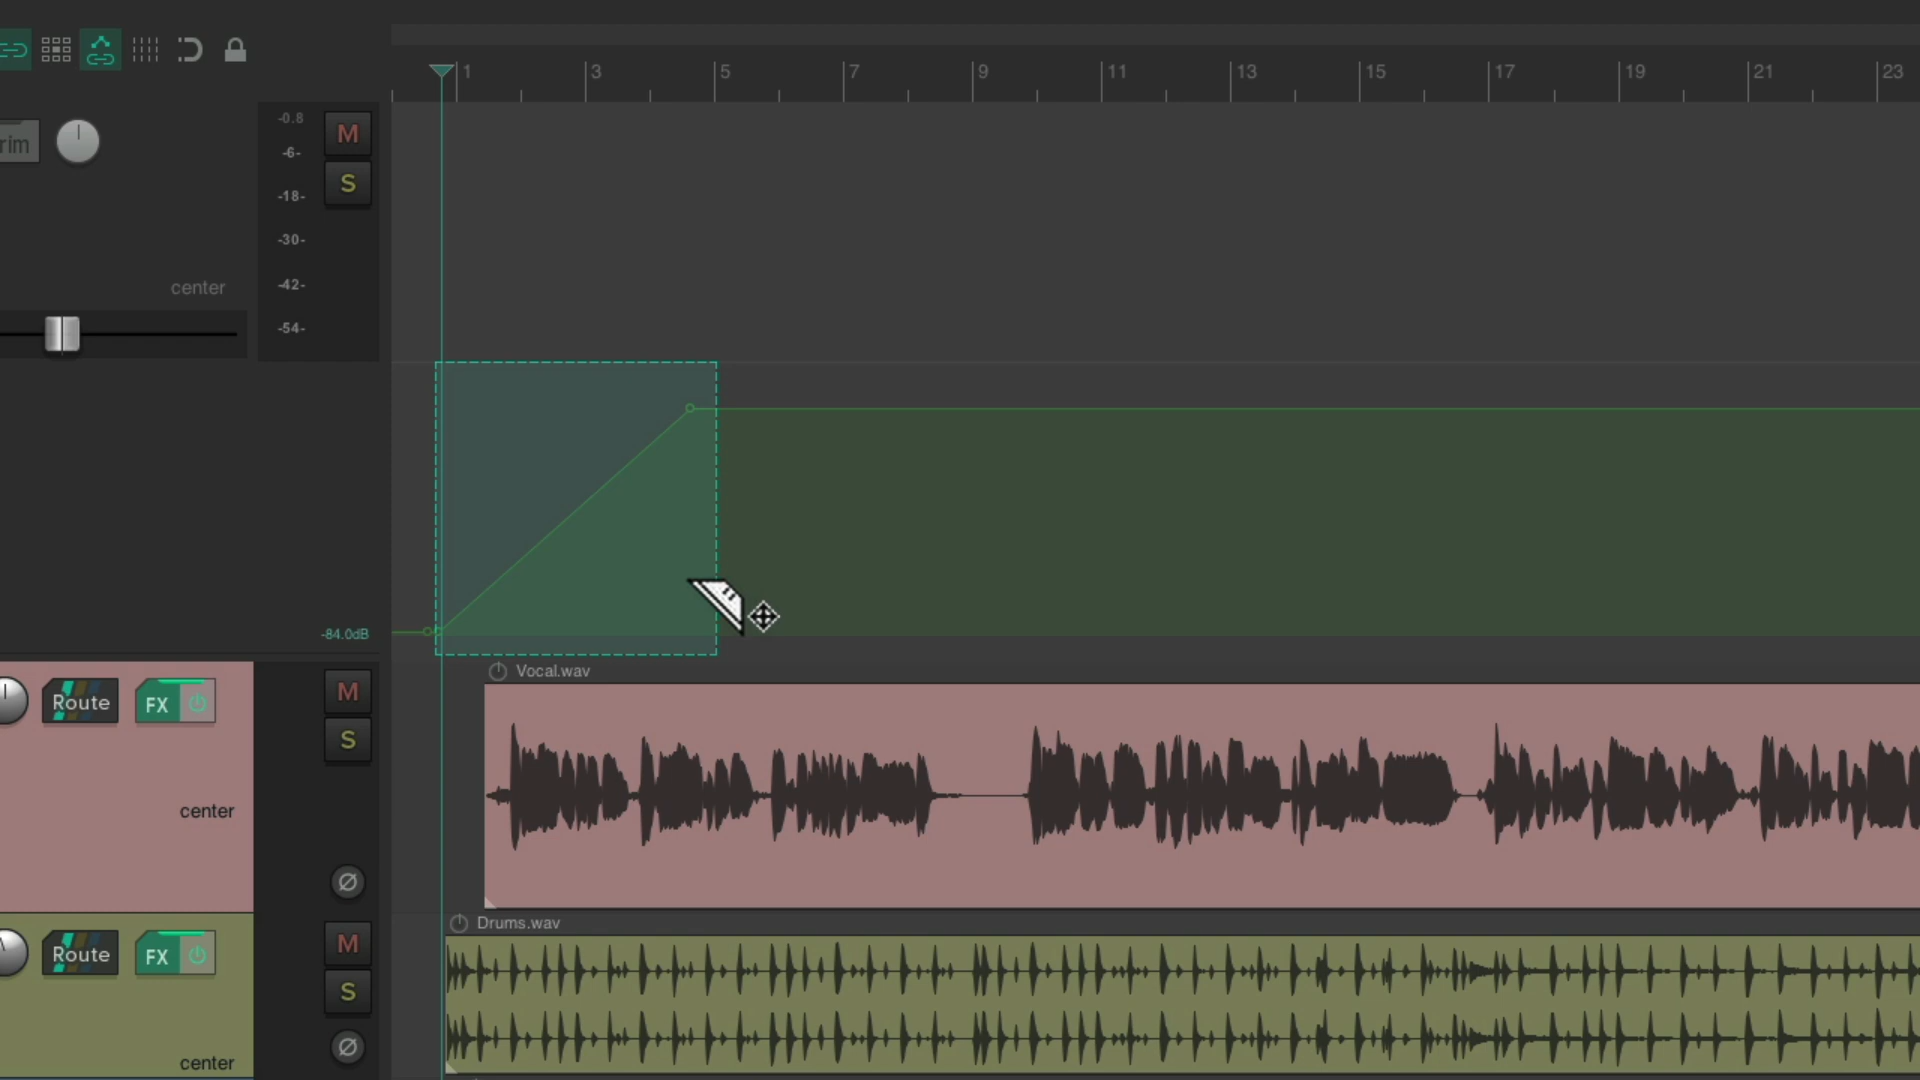 1 3 5 7 9 11 13 15 17 19 21 23
-0.8
M
rim
-6-
S
-18-
-30-
center
-42-
-54-
-84.0dB
Vocal.wav
M
Route
FX
S
center
Ø
Drums.wav
M
Route
FX
S
Ø
center